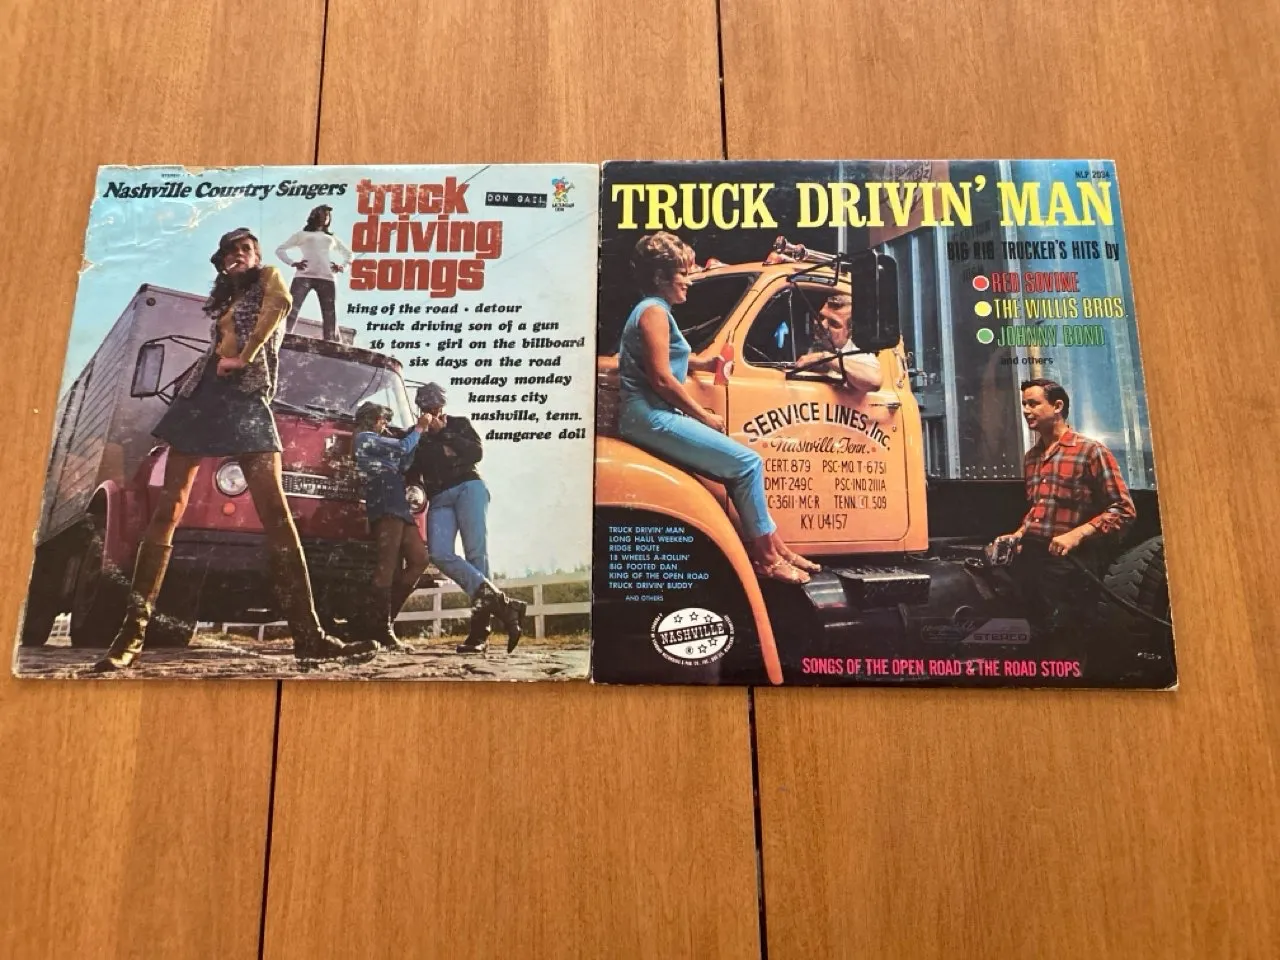 STEREO
Nashville Country Singers
truck
driving
songs
DON GAIL
king of the road • detour
truck driving son of a gun
16 tons • girl on the billboard
six days on the road
monday monday
kansas city
nashville, tenn.
dungaree doll
NLP 2034
TRUCK DRIVIN' MAN
BIG RIG TRUCKER'S HITS by
RED SOVINE
THE WILLIS BROS.
JOHNNY BOND
and others
SERVICE LINES, Inc.
Nashville, Tenn.
CERT. 879 PSC-MO. T-6751
DMT-249C PSC-IND. 2111A
C-3611-MC-R TENN. 509
KY. U4157
TRUCK DRIVIN' MAN
LONG HAUL WEEKEND
RIDGE ROUTE
18 WHEELS A-ROLLIN'
BIG FOOTED DAN
KING OF THE OPEN ROAD
TRUCK DRIVIN' BUDDY
AND OTHERS
NASHVILLE
STEREO
SONGS OF THE OPEN ROAD & THE ROAD STOPS